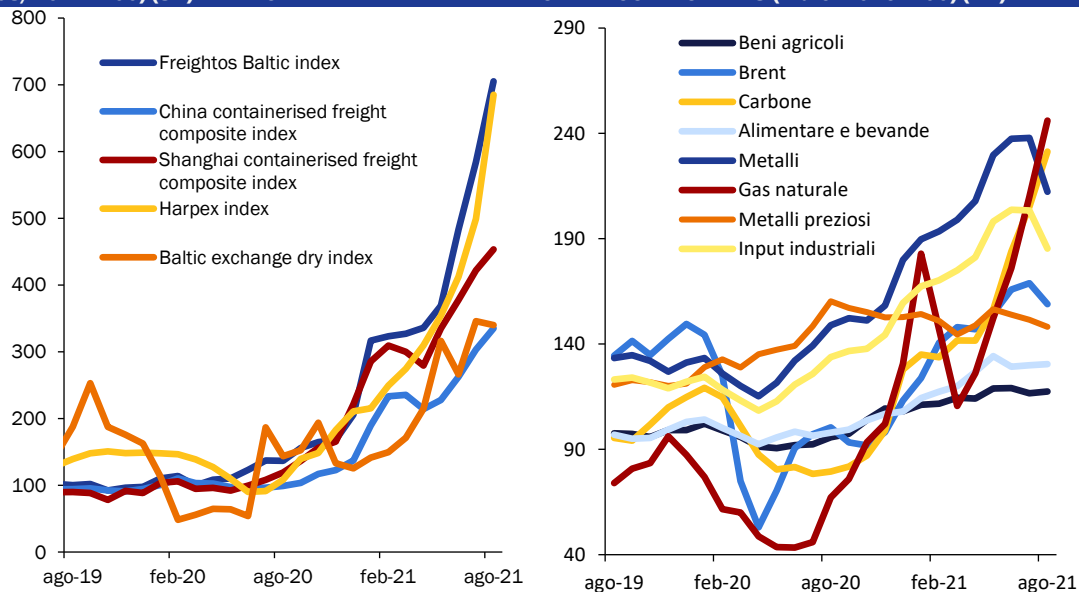 800
700
600
500
400
300
200
100
0
Freightos Baltic index
China containerised freight
composite index
Shanghai containerised freight
composite index
Harpex index
Baltic exchange dry index
ago-19
feb-20
ago-20
feb-21
ago-21
290
240
190
140
90
40
Beni agricoli
Brent
Carbone
Alimentare e bevande
Metalli
Gas naturale
Metalli preziosi
Input industriali
ago-19
feb-20
ago-20
feb-21
ago-21